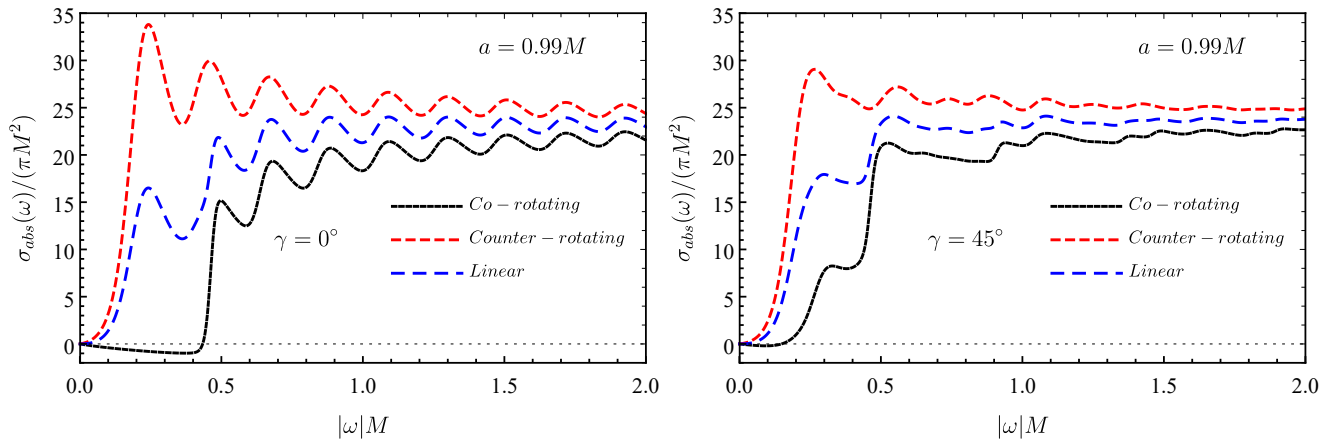 35
30
25
20
15
10
5
0
σabs(ω)/(πM²)
a = 0.99M
γ = 0°
Co − rotating
Counter − rotating
Linear
0.0 0.5 1.0 1.5 2.0
|ω|M
35
30
25
20
15
10
5
0
σabs(ω)/(πM²)
a = 0.99M
γ = 45°
Co − rotating
Counter − rotating
Linear
0.0 0.5 1.0 1.5 2.0
|ω|M